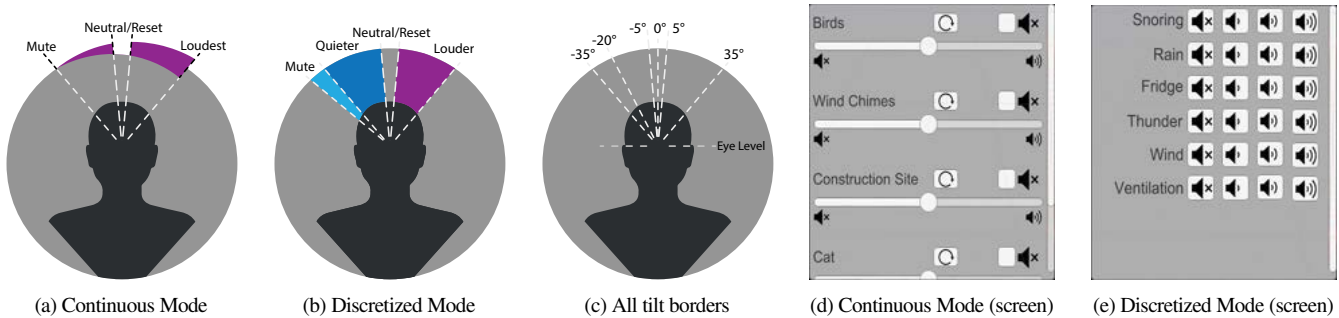 Neutral/Reset
Mute
Loudest
(a) Continuous Mode
Neutral/Reset
Quieter
Louder
Mute
(b) Discretized Mode
-5° 0° 5°
-20°
-35°
35°
Eye Level
(c) All tilt borders
Birds
Wind Chimes
Construction Site
Cat
(d) Continuous Mode (screen)
Snoring
Rain
Fridge
Thunder
Wind
Ventilation
(e) Discretized Mode (screen)